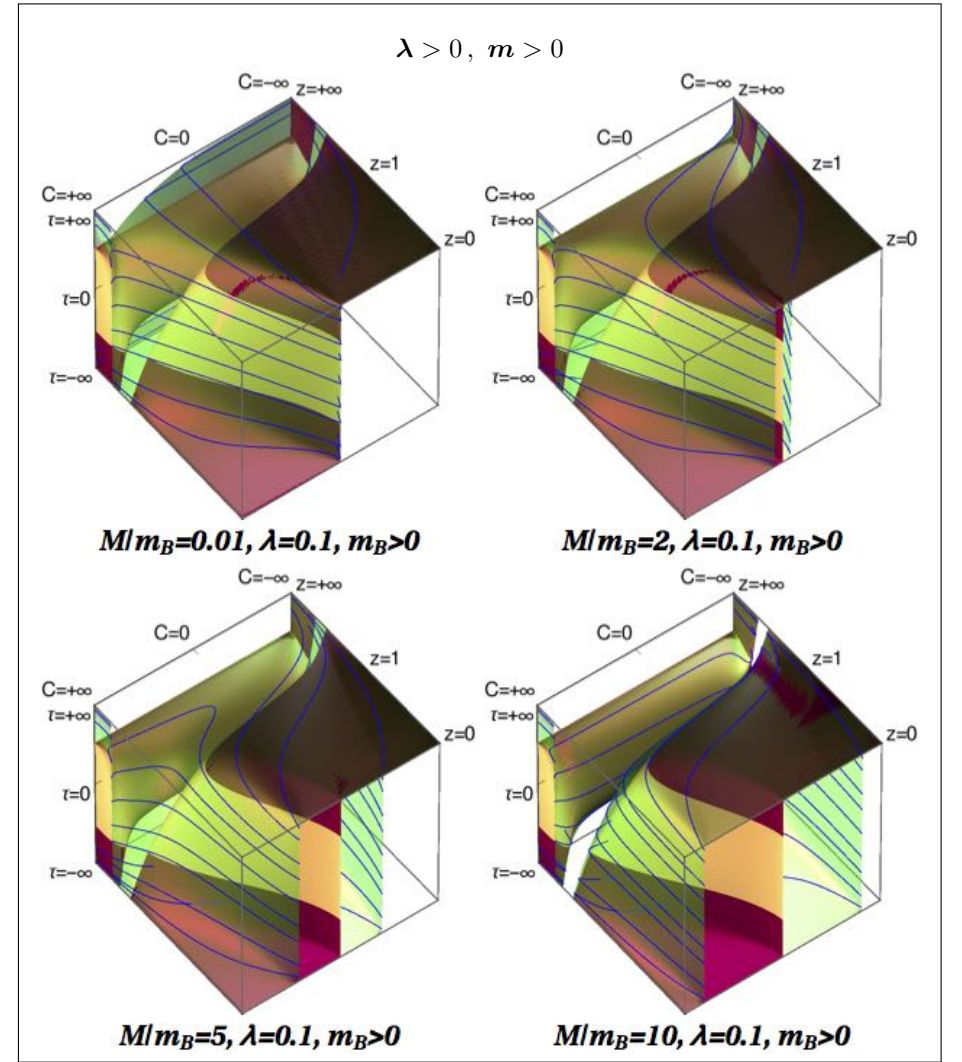 λ > 0 , m > 0
C=−∞ z=+∞
C=0
z=1
C=+∞
τ=+∞
z=0
τ=0
τ=−∞
M/m_B=0.01, λ=0.1, m_B>0
C=−∞ z=+∞
C=0
z=1
C=+∞
τ=+∞
z=0
τ=0
τ=−∞
M/m_B=2, λ=0.1, m_B>0
C=−∞ z=+∞
C=0
z=1
C=+∞
τ=+∞
z=0
τ=0
τ=−∞
M/m_B=5, λ=0.1, m_B>0
C=−∞ z=+∞
C=0
z=1
C=+∞
τ=+∞
z=0
τ=0
τ=−∞
M/m_B=10, λ=0.1, m_B>0